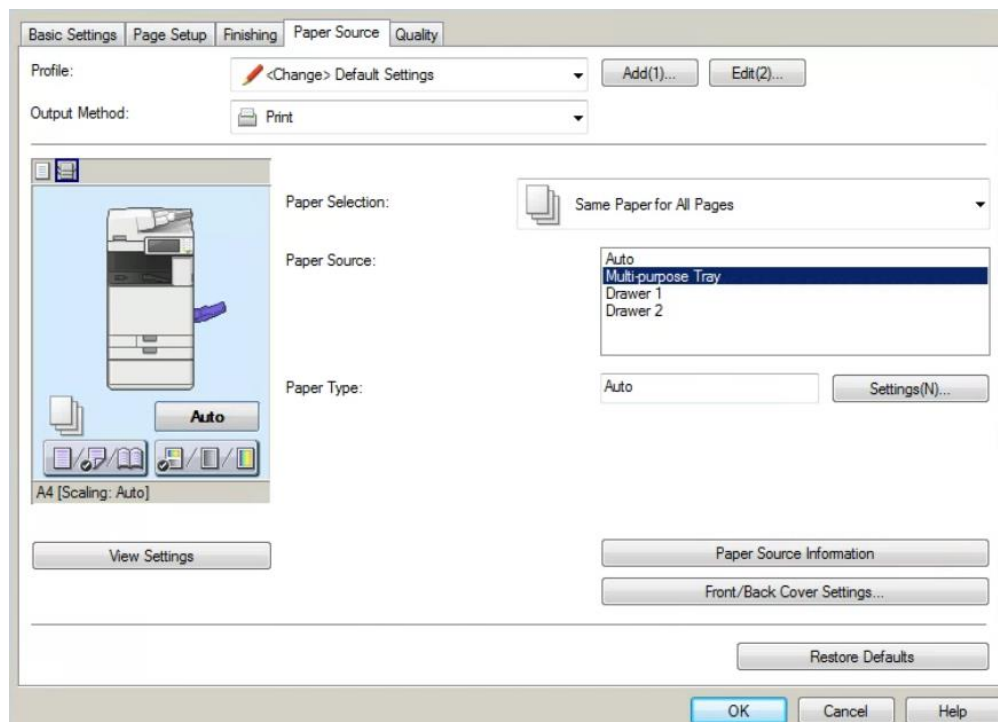 Basic Settings Page Setup Finishing Paper Source Quality
Profile: <Change> Default Settings Add(1)... Edit(2)...
Output Method: Print
Paper Selection: Same Paper for All Pages
Paper Source: Auto
Multi-purpose Tray
Drawer 1
Drawer 2
Paper Type: Auto Settings(N)...
Auto
A4 [Scaling: Auto]
View Settings Paper Source Information
Front/Back Cover Settings...
Restore Defaults
OK Cancel Help